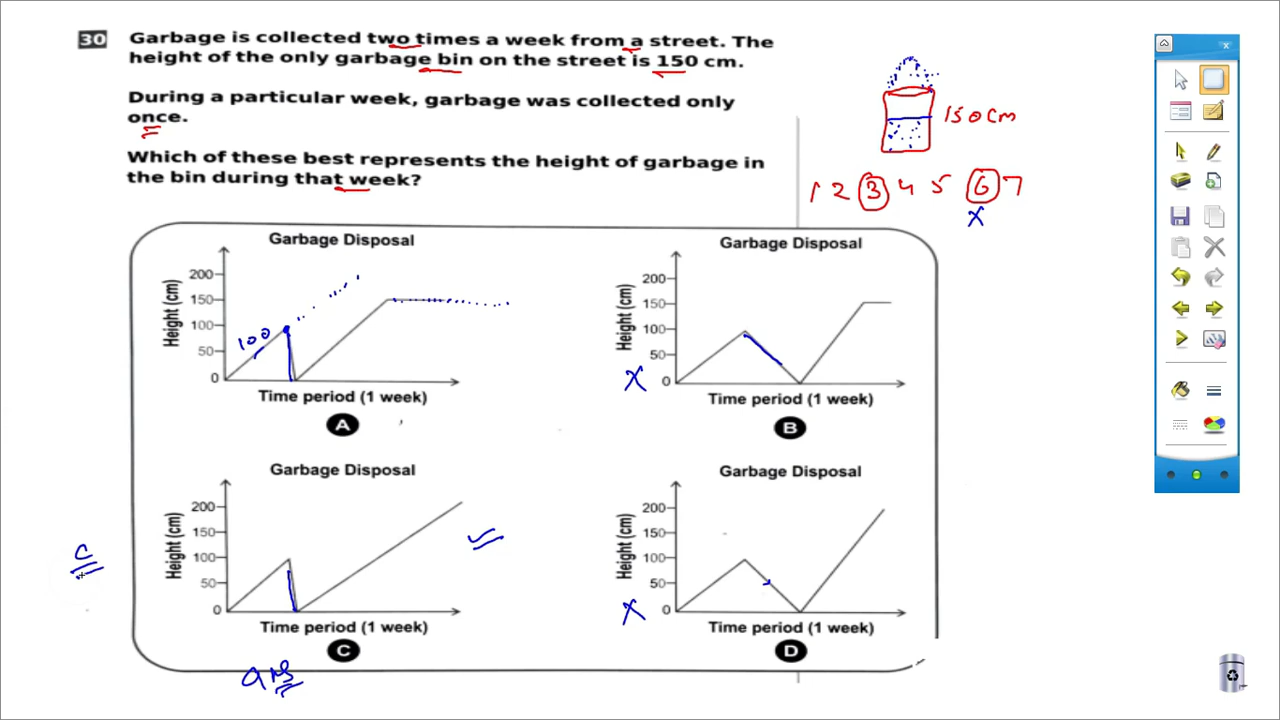 30 Garbage is collected two times a week from a street. The
height of the only garbage bin on the street is 150 cm.
During a particular week, garbage was collected only
once.
Which of these best represents the height of garbage in
the bin during that week?
150cm
1 2 3 4 5 6 7
X
Garbage Disposal
Height (cm)
200
150
100
50
0
100
Time period (1 week)
A
Garbage Disposal
Height (cm)
200
150
100
50
0
X
Time period (1 week)
B
Garbage Disposal
Height (cm)
200
150
100
50
0
Time period (1 week)
C
C
ans
Garbage Disposal
Height (cm)
200
150
100
50
0
X
Time period (1 week)
D